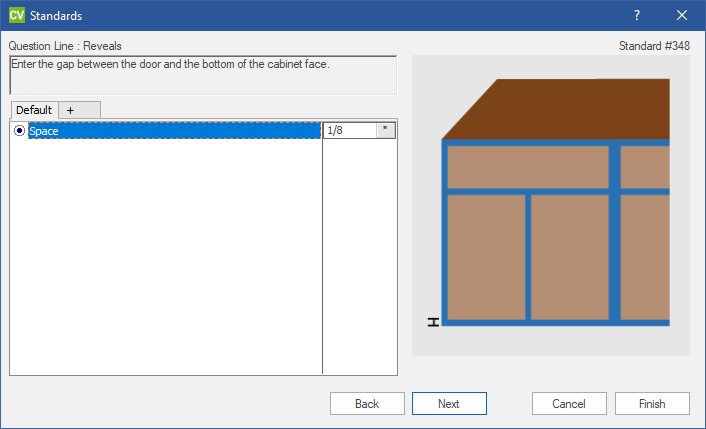 CV Standards ?
Question Line : Reveals Standard #348
Enter the gap between the door and the bottom of the cabinet face.
Default +
Space 1/8 "
Back Next Cancel Finish